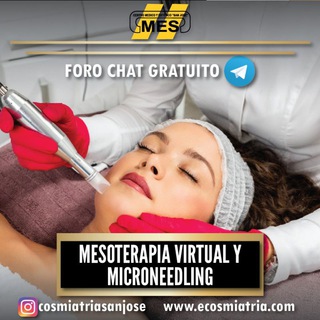 MES
FORO CHAT GRATUITO
MESOTERAPIA VIRTUAL Y
MICRONEEDLING
cosmiatriasanjose www.ecosmiatria.com